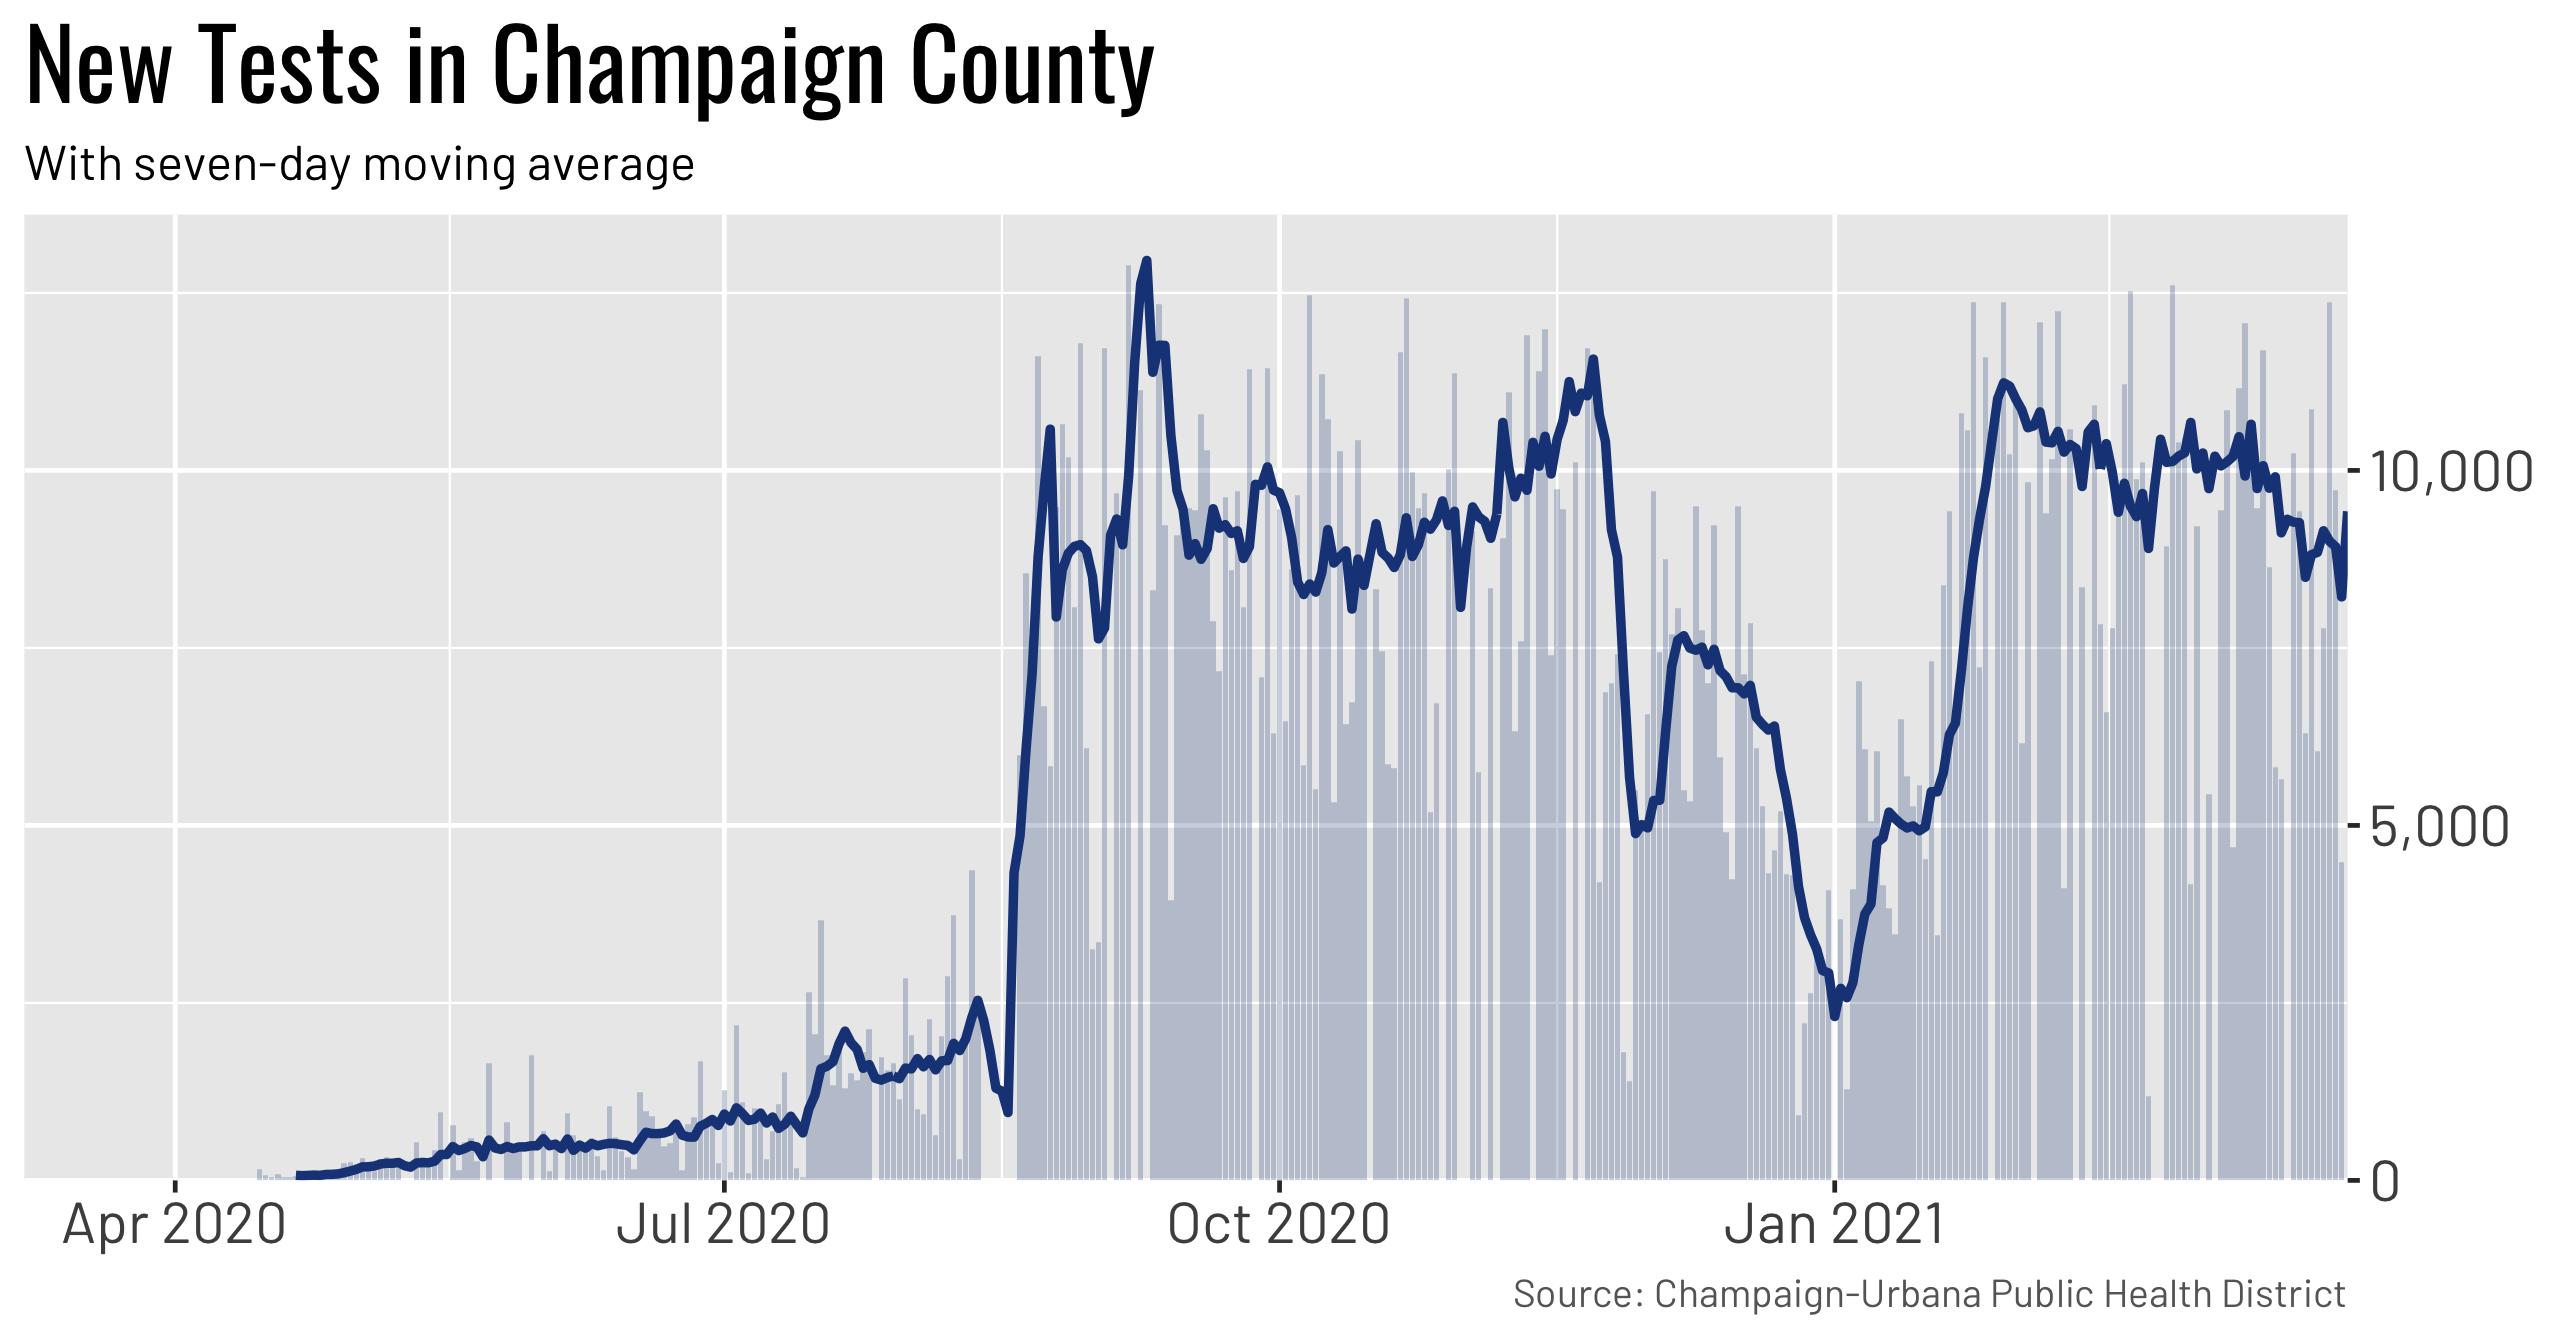 New Tests in Champaign County
With seven-day moving average
10,000
5,000
0
Apr 2020
Jul 2020
Oct 2020
Jan 2021
Source: Champaign-Urbana Public Health District